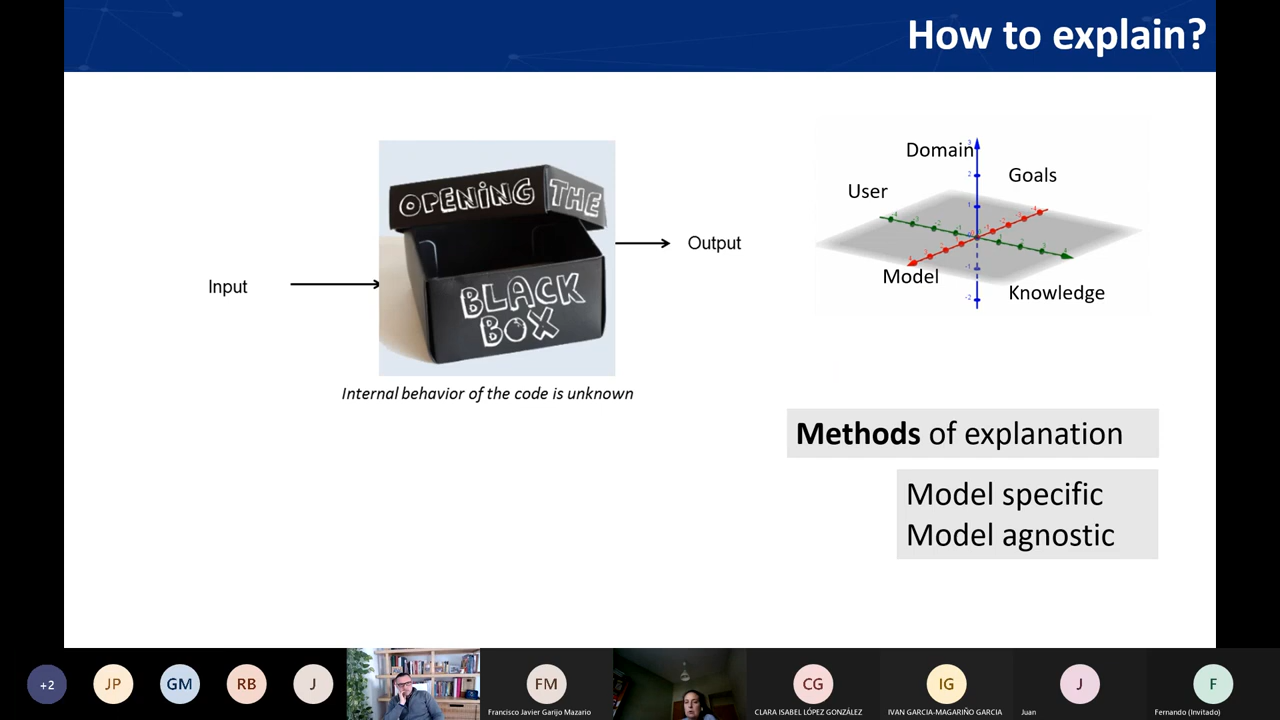 How to explain?
OPENING THE
BLACK
BOX
Input
Output
Internal behavior of the code is unknown
Domain
Goals
User
Model
Knowledge
Methods of explanation
Model specific
Model agnostic
+2
JP
GM
RB
J
FM
Francisco Javier Garijo Mazario
CG
CLARA ISABEL LÓPEZ GONZÁLEZ
IG
IVAN GARCIA-MAGARIÑO GARCIA
J
Juan
F
Fernando (Invitado)